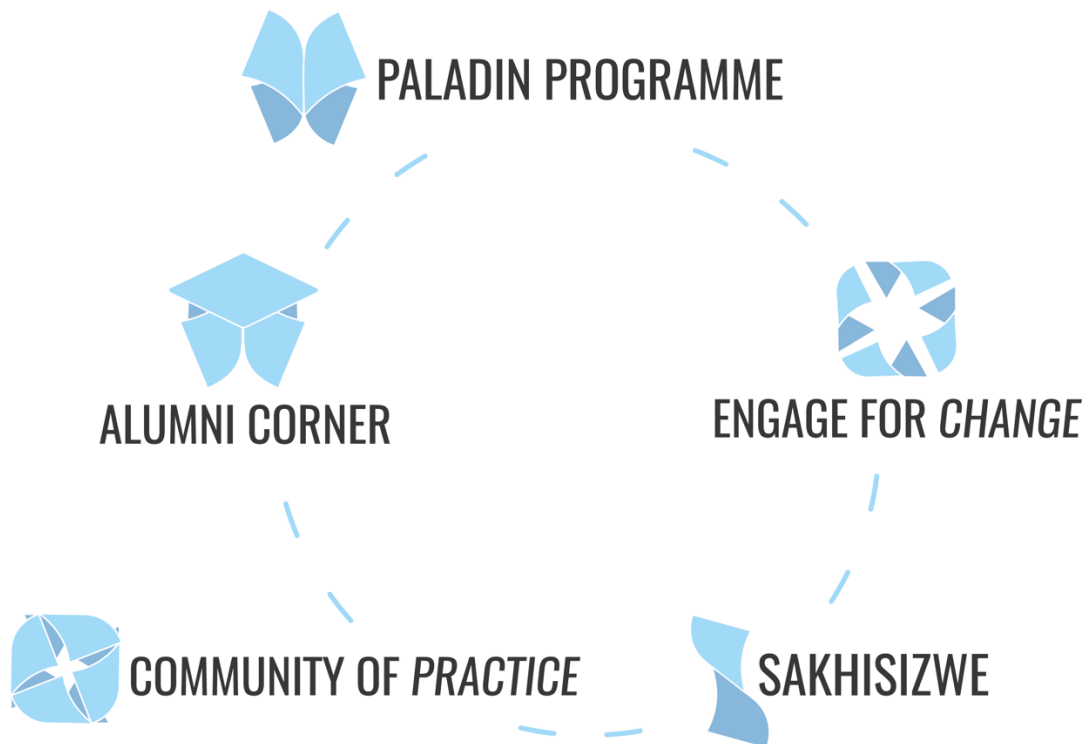 PALADIN PROGRAMME
ALUMNI CORNER
ENGAGE FOR CHANGE
COMMUNITY OF PRACTICE
SAKHISIZWE